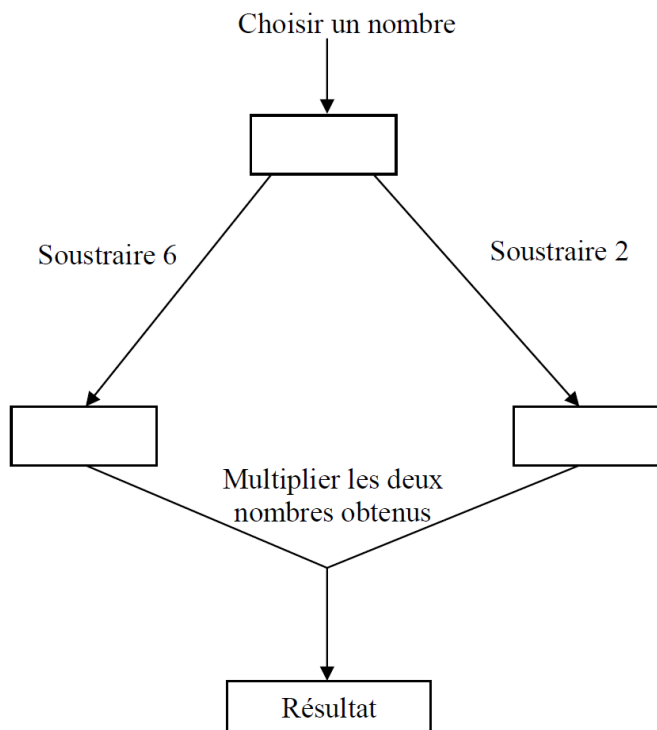 Choisir un nombre
Soustraire 6
Soustraire 2
Multiplier les deux
nombres obtenus
Résultat